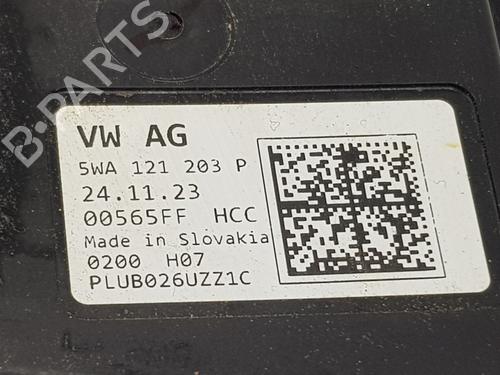 B-PARTS
VW AG
5WA 121 203 P
24.11.23
00565FF HCC
Made in Slovakia
0200 H07
PLUB026UZZ1C